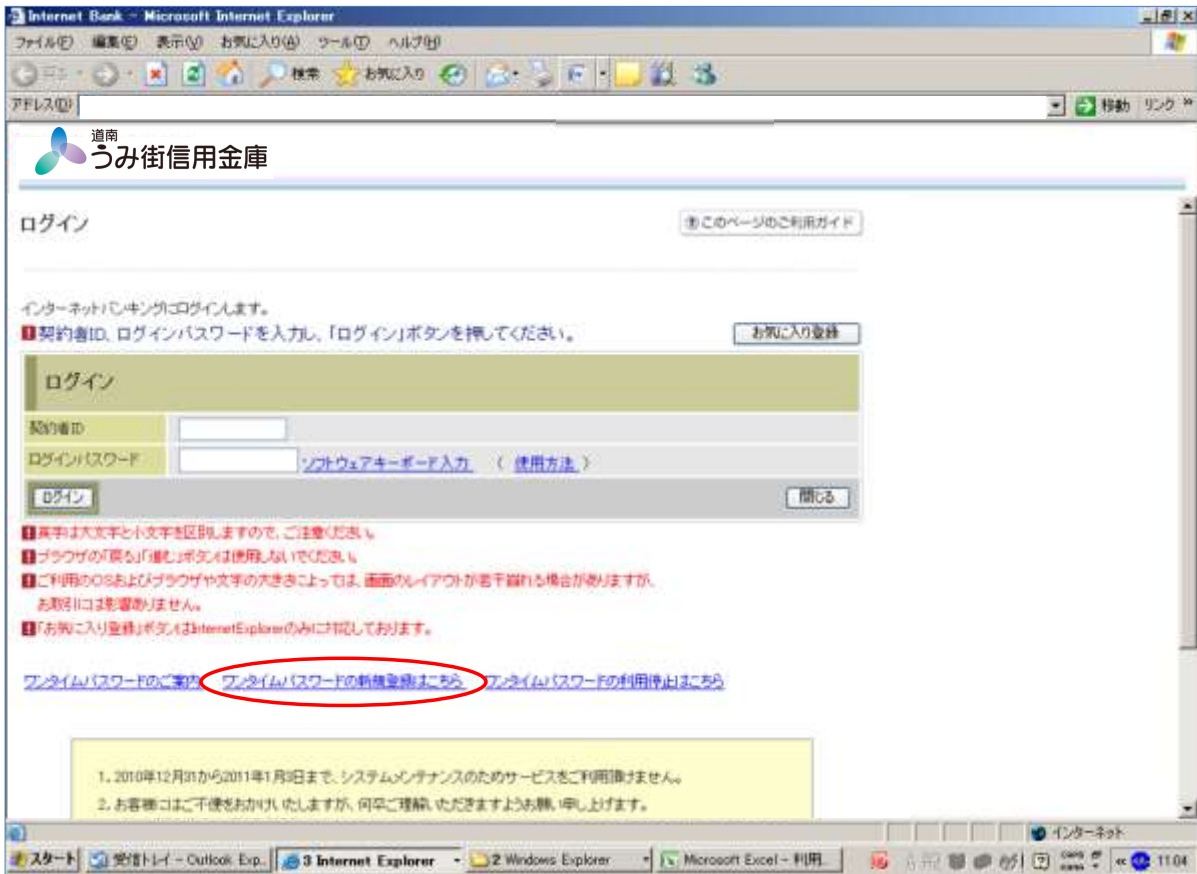 Internet Bank - Microsoft Internet Explorer
ファイル(F) 編集(E) 表示(V) お気に入り(A) ツール(T) ヘルプ(H)
検索 お気に入り
アドレス(D) 移動 リンク »
道南
うみ街信用金庫
ログイン
このページのご利用ガイド
インターネットバンキングにログインします。
契約者ID、ログインパスワードを入力し、「ログイン」ボタンを押してください。
お気に入り登録
ログイン
契約者ID
ログインパスワード ソフトウェアキーボード入力 ( 使用方法 )
ログイン 閉じる
英字は大文字と小文字を区別しますので、ご注意ください。
ブラウザの「戻る」「進む」ボタンは使用しないでください。
ご利用のOSおよびブラウザや文字の大きさによっては、画面のレイアウトが若干崩れる場合がありますが、
お取引には影響ありません。
「お気に入り登録」ボタンはInternetExplorerのみに対応しております。
ワンタイムパスワードのご案内 ワンタイムパスワードの新規登録はこちら ワンタイムパスワードの利用停止はこちら
1. 2010年12月31から2011年1月3日まで、システムメンテナンスのためサービスをご利用頂けません。
2. お客様にはご不便をおかけいたしますが、何卒ご理解いただきますようお願い申し上げます。
インターネット
スタート 受信トレイ - Outlook Exp... 3 Internet Explorer 2 Windows Explorer Microsoft Excel - 利用... 11:04